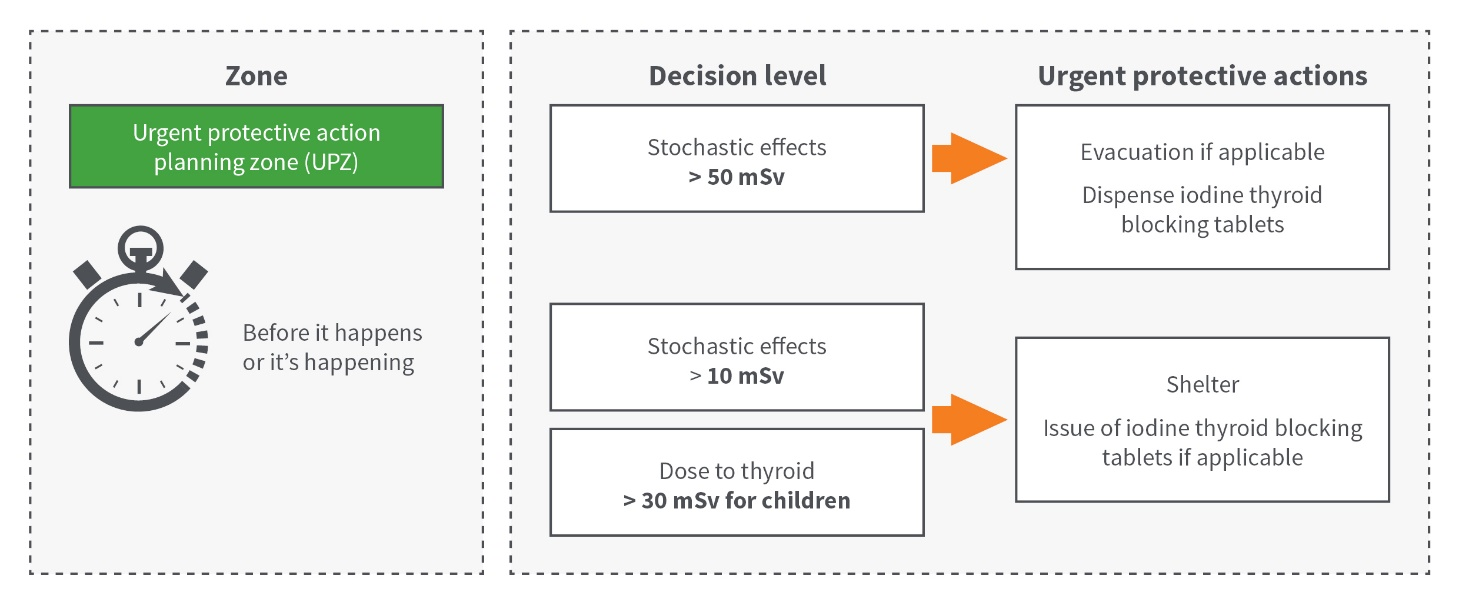 Zone
Urgent protective action
planning zone (UPZ)
Before it happens
or it's happening
Decision level
Urgent protective actions
Stochastic effects
> 50 mSv
Evacuation if applicable
Dispense iodine thyroid
blocking tablets
Stochastic effects
> 10 mSv
Dose to thyroid
> 30 mSv for children
Shelter
Issue of iodine thyroid blocking
tablets if applicable